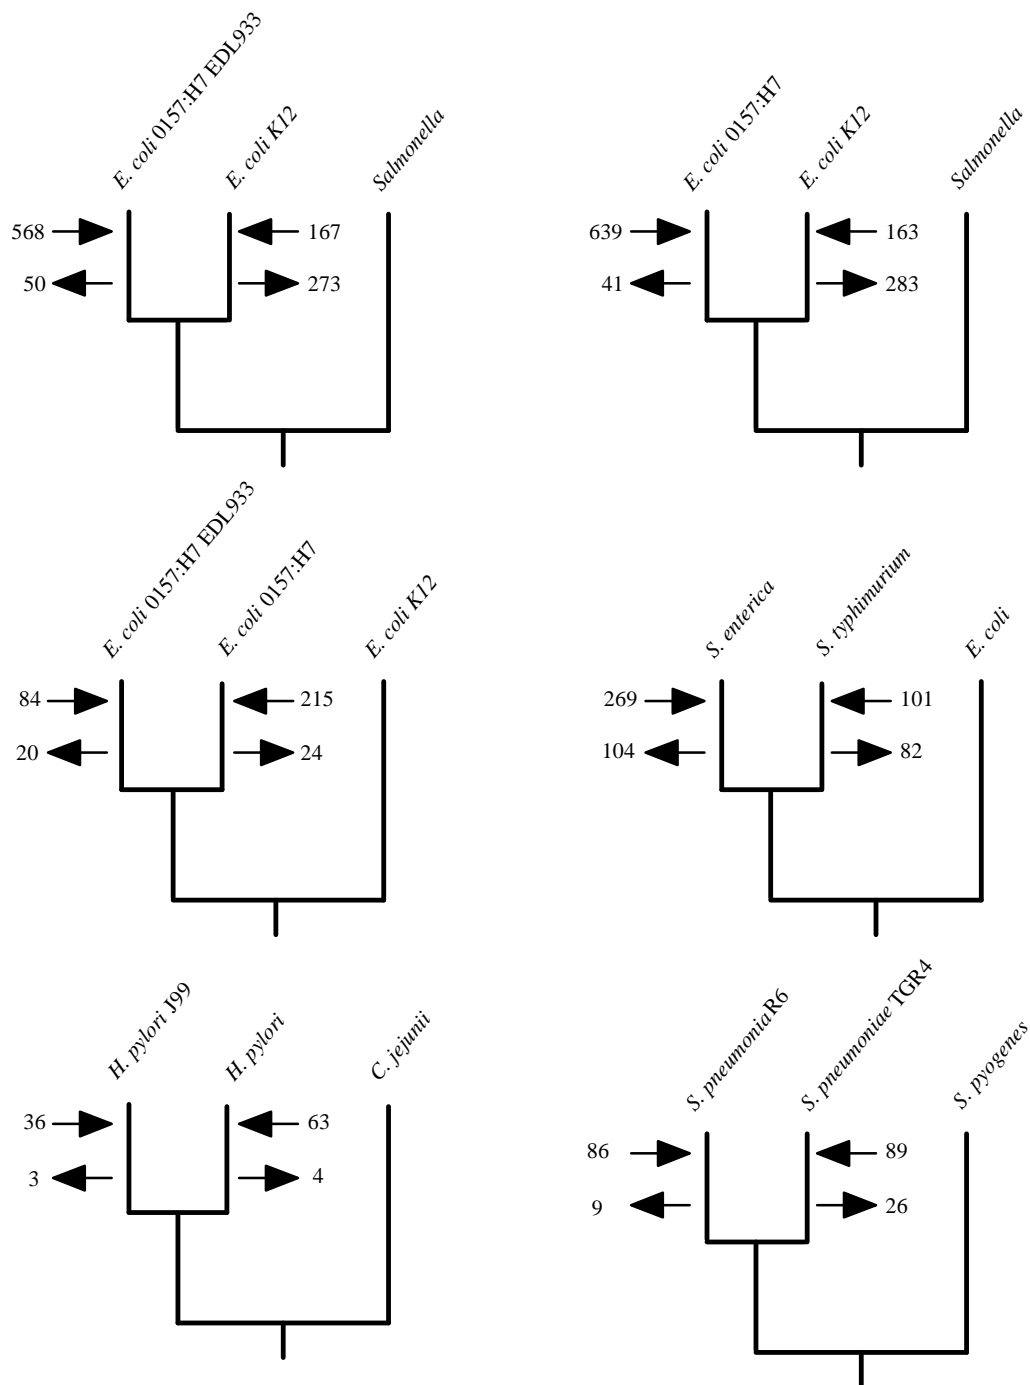 E. coli 0157:H7 EDL933
E. coli K12
Salmonella
568
167
50
273
E. coli 0157:H7
E. coli K12
Salmonella
639
163
41
283
E. coli 0157:H7 EDL933
E. coli 0157:H7
E. coli K12
84
215
20
24
S. enterica
S. typhimurium
E. coli
269
101
104
82
H. pylori J99
H. pylori
C. jejunii
36
63
3
4
S. pneumoniaR6
S. pneumoniae TGR4
S. pyogenes
86
89
9
26